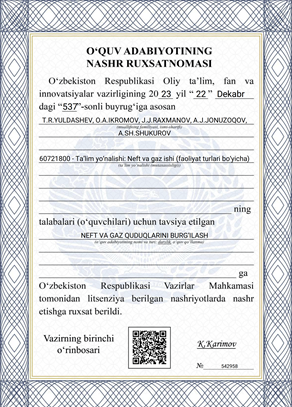 O‘QUV ADABIYOTINING
NASHR RUXSATNOMASI
O‘zbekiston Respublikasi Oliy ta’lim, fan va
innovatsiyalar vazirligining 20 23 yil “ 22 ” Dekabr
dagi “537”-sonli buyrug‘iga asosan
T.R.YULDASHEV, O.A.IKROMOV, J.J.RAXMANOV, A.J.JONUZOQOV,
(muallifning familiyasi, ismi-sharifi)
A.SH.SHUKUROV
60721800 - Ta’lim yo‘nalishi: Neft va gaz ishi (faoliyat turlari bo‘yicha)
(ta’lim yo‘nalishi (mutaxassisligi))
ning
talabalari (o‘quvchilari) uchun tavsiya etilgan
NEFT VA GAZ QUDUQLARINI BURG‘ILASH
(o‘quv adabiyotining nomi va turi: darslik, o‘quv qo‘llanma)
ga
O‘zbekiston Respublikasi Vazirlar Mahkamasi
tomonidan litsenziya berilgan nashriyotlarda nashr
etishga ruxsat berildi.
Vazirning birinchi
o‘rinbosari
K.Karimov
№ 542958